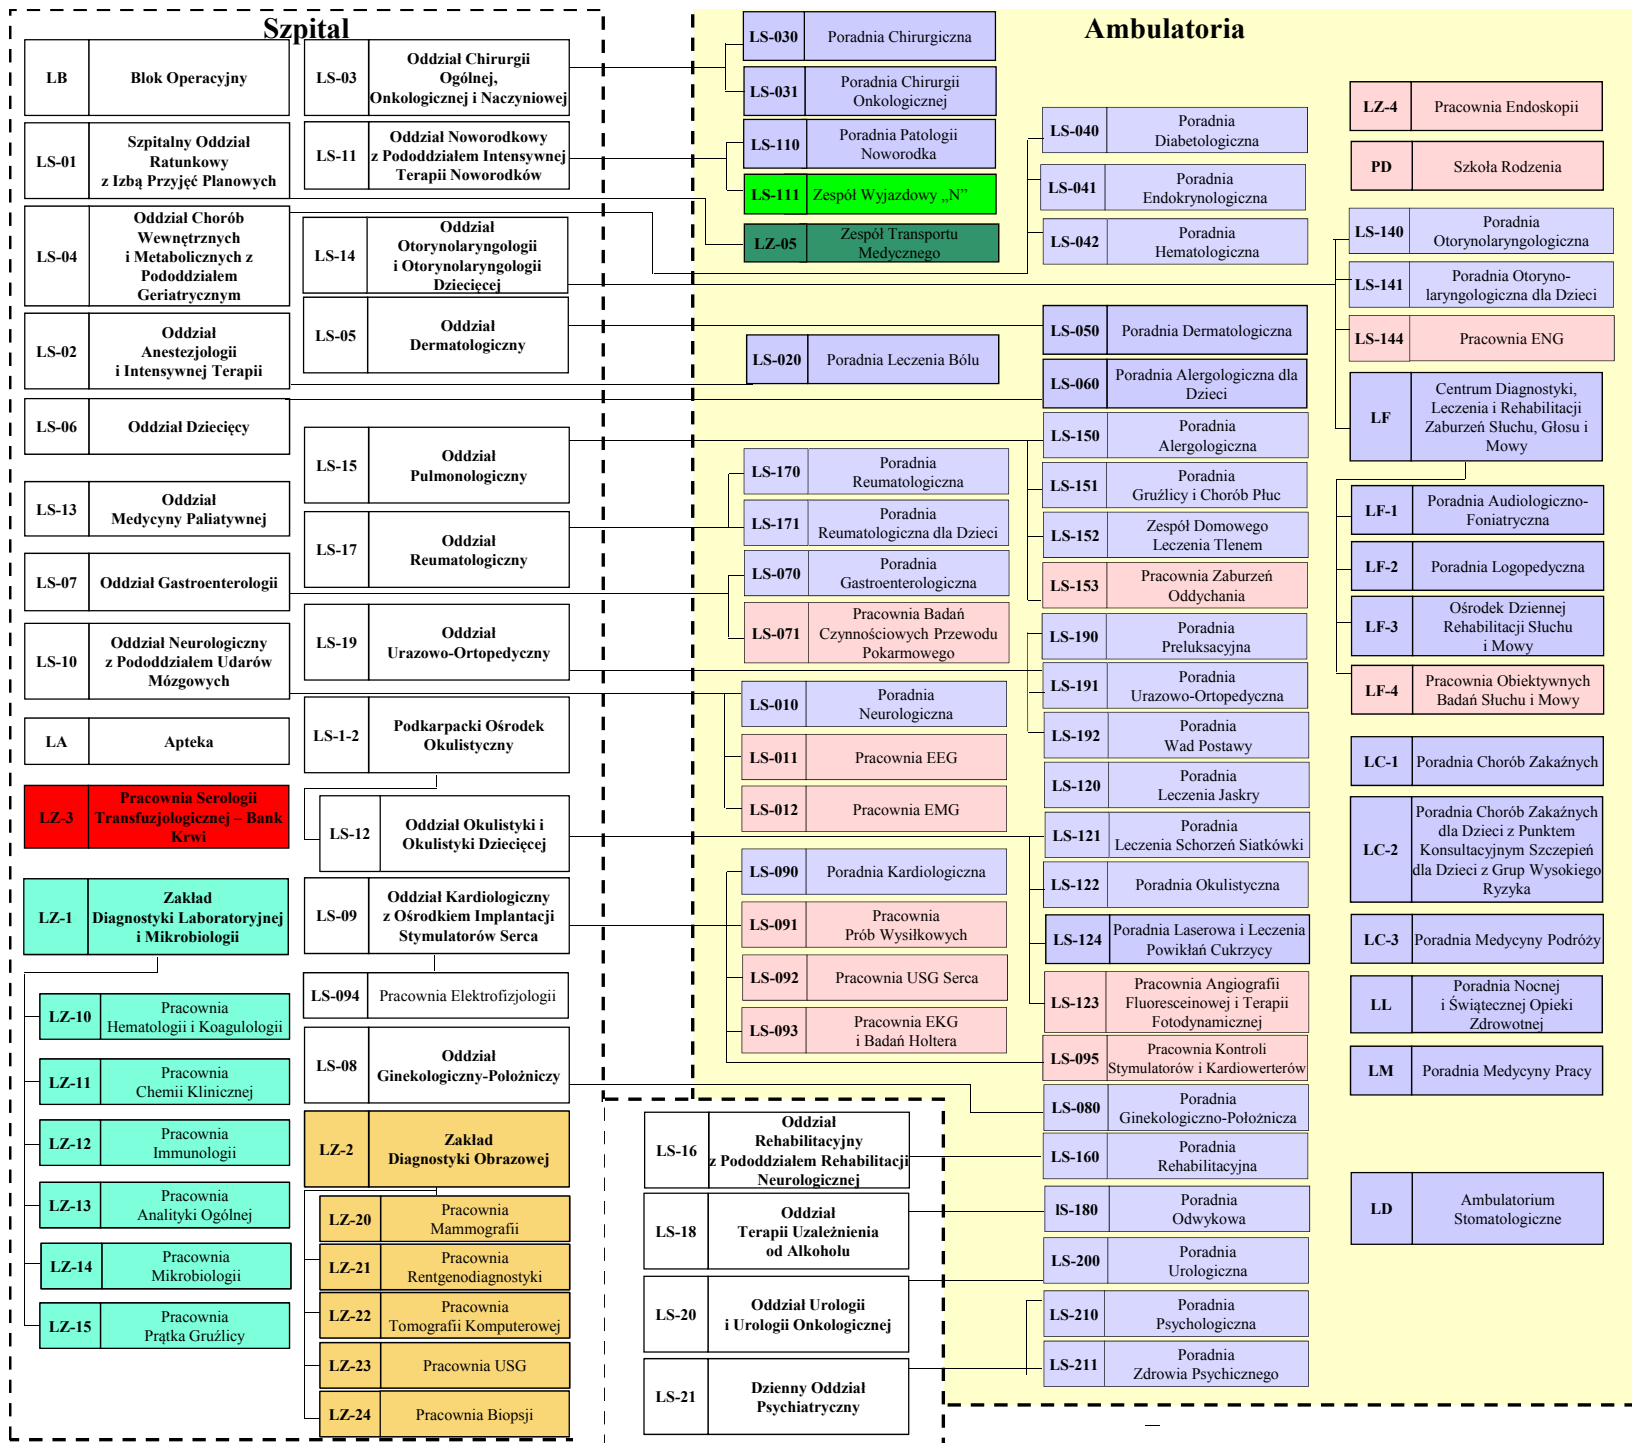 Szpital
LB
Blok Operacyjny
LS-01
Szpitalny Oddział
Ratunkowy
z Izbą Przyjęć Planowych
LS-04
Oddział Chorób
Wewnętrznych
i Metabolicznych z
Pododdziałem
Geriatrycznym
LS-02
Oddział
Anestezjologii
i Intensywnej Terapii
LS-06
Oddział Dziecięcy
LS-13
Oddział
Medycyny Paliatywnej
LS-07
Oddział Gastroenterologii
LS-10
Oddział Neurologiczny
z Pododdziałem Udarów
Mózgowych
LA
Apteka
LZ-3
Pracownia Serologii
Transfuzjologicznej – Bank
Krwi
LZ-1
Zakład
Diagnostyki Laboratoryjnej
i Mikrobiologii
LZ-10
Pracownia
Hematologii i Koagulologii
LZ-11
Pracownia
Chemii Klinicznej
LZ-12
Pracownia
Immunologii
LZ-13
Pracownia
Analityki Ogólnej
LZ-14
Pracownia
Mikrobiologii
LZ-15
Pracownia
Prątka Gruźlicy
LS-03
Oddział Chirurgii
Ogólnej,
Onkologicznej i Naczyniowej
LS-11
Oddział Noworodkowy
z Pododdziałem Intensywnej
Terapii Noworodków
LS-14
Oddział
Otorynolaryngologii
i Otorynolaryngologii
Dziecięcej
LS-05
Oddział
Dermatologiczny
LS-15
Oddział
Pulmonologiczny
LS-17
Oddział
Reumatologiczny
LS-19
Oddział
Urazowo-Ortopedyczny
LS-1-2
Podkarpacki Ośrodek
Okulistyczny
LS-12
Oddział Okulistyki i
Okulistyki Dziecięcej
LS-09
Oddział Kardiologiczny
z Ośrodkiem Implantacji
Stymulatorów Serca
LS-094
Pracownia Elektrofizjologii
LS-08
Oddział
Ginekologiczny-Położniczy
LZ-2
Zakład
Diagnostyki Obrazowej
LZ-20
Pracownia
Mammografii
LZ-21
Pracownia
Rentgenodiagnostyki
LZ-22
Pracownia
Tomografii Komputerowej
LZ-23
Pracownia USG
LZ-24
Pracownia Biopsji
LS-16
Oddział
Rehabilitacyjny
z Pododdziałem Rehabilitacji
Neurologicznej
LS-18
Oddział
Terapii Uzależnienia
od Alkoholu
LS-20
Oddział Urologii
i Urologii Onkologicznej
LS-21
Dzienny Oddział
Psychiatryczny
Ambulatoria
LS-030
Poradnia Chirurgiczna
LS-031
Poradnia Chirurgii
Onkologicznej
LS-110
Poradnia Patologii
Noworodka
LS-111
Zespół Wyjazdowy „N”
LZ-05
Zespół Transportu
Medycznego
LS-020
Poradnia Leczenia Bólu
LS-170
Poradnia
Reumatologiczna
LS-171
Poradnia
Reumatologiczna dla Dzieci
LS-070
Poradnia
Gastroenterologiczna
LS-071
Pracownia Badań
Czynnościowych Przewodu
Pokarmowego
LS-010
Poradnia
Neurologiczna
LS-011
Pracownia EEG
LS-012
Pracownia EMG
LS-090
Poradnia Kardiologiczna
LS-091
Pracownia
Prób Wysiłkowych
LS-092
Pracownia USG Serca
LS-093
Pracownia EKG
i Badań Holtera
LS-040
Poradnia
Diabetologiczna
LS-041
Poradnia
Endokrynologiczna
LS-042
Poradnia
Hematologiczna
LS-050
Poradnia Dermatologiczna
LS-060
Poradnia Alergologiczna dla
Dzieci
LS-150
Poradnia
Alergologiczna
LS-151
Poradnia
Gruźlicy i Chorób Płuc
LS-152
Zespół Domowego
Leczenia Tlenem
LS-153
Pracownia Zaburzeń
Oddychania
LS-190
Poradnia
Preluksacyjna
LS-191
Poradnia
Urazowo-Ortopedyczna
LS-192
Poradnia
Wad Postawy
LS-120
Poradnia
Leczenia Jaskry
LS-121
Poradnia
Leczenia Schorzeń Siatkówki
LS-122
Poradnia Okulistyczna
LS-124
Poradnia Laserowa i Leczenia
Powikłań Cukrzycy
LS-123
Pracownia Angiografii
Fluoresceinowej i Terapii
Fotodynamicznej
LS-095
Pracownia Kontroli
Stymulatorów i Kardiowerterów
LS-080
Poradnia
Ginekologiczno-Położnicza
LS-160
Poradnia
Rehabilitacyjna
lS-180
Poradnia
Odwykowa
LS-200
Poradnia
Urologiczna
LS-210
Poradnia
Psychologiczna
LS-211
Poradnia
Zdrowia Psychicznego
LZ-4
Pracownia Endoskopii
PD
Szkoła Rodzenia
LS-140
Poradnia
Otorynolaryngologiczna
LS-141
Poradnia Otoryno-
laryngologiczna dla Dzieci
LS-144
Pracownia ENG
LF
Centrum Diagnostyki,
Leczenia i Rehabilitacji
Zaburzeń Słuchu, Głosu i
Mowy
LF-1
Poradnia Audiologiczno-
Foniatryczna
LF-2
Poradnia Logopedyczna
LF-3
Ośrodek Dziennej
Rehabilitacji Słuchu
i Mowy
LF-4
Pracownia Obiektywnych
Badań Słuchu i Mowy
LC-1
Poradnia Chorób Zakaźnych
LC-2
Poradnia Chorób Zakaźnych
dla Dzieci z Punktem
Konsultacyjnym Szczepień
dla Dzieci z Grup Wysokiego
Ryzyka
LC-3
Poradnia Medycyny Podróży
LL
Poradnia Nocnej
i Świątecznej Opieki
Zdrowotnej
LM
Poradnia Medycyny Pracy
LD
Ambulatorium
Stomatologiczne